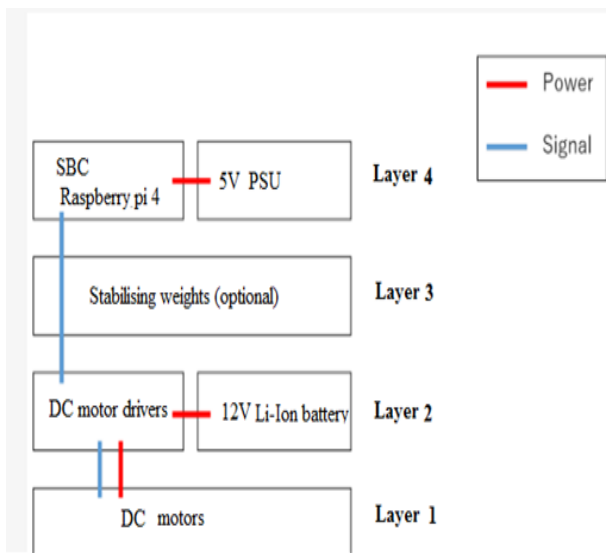 Power
Signal
SBC
Raspberry pi 4
5V PSU
Layer 4
Stabilising weights (optional)
Layer 3
DC motor drivers
12V Li-Ion battery
Layer 2
DC motors
Layer 1